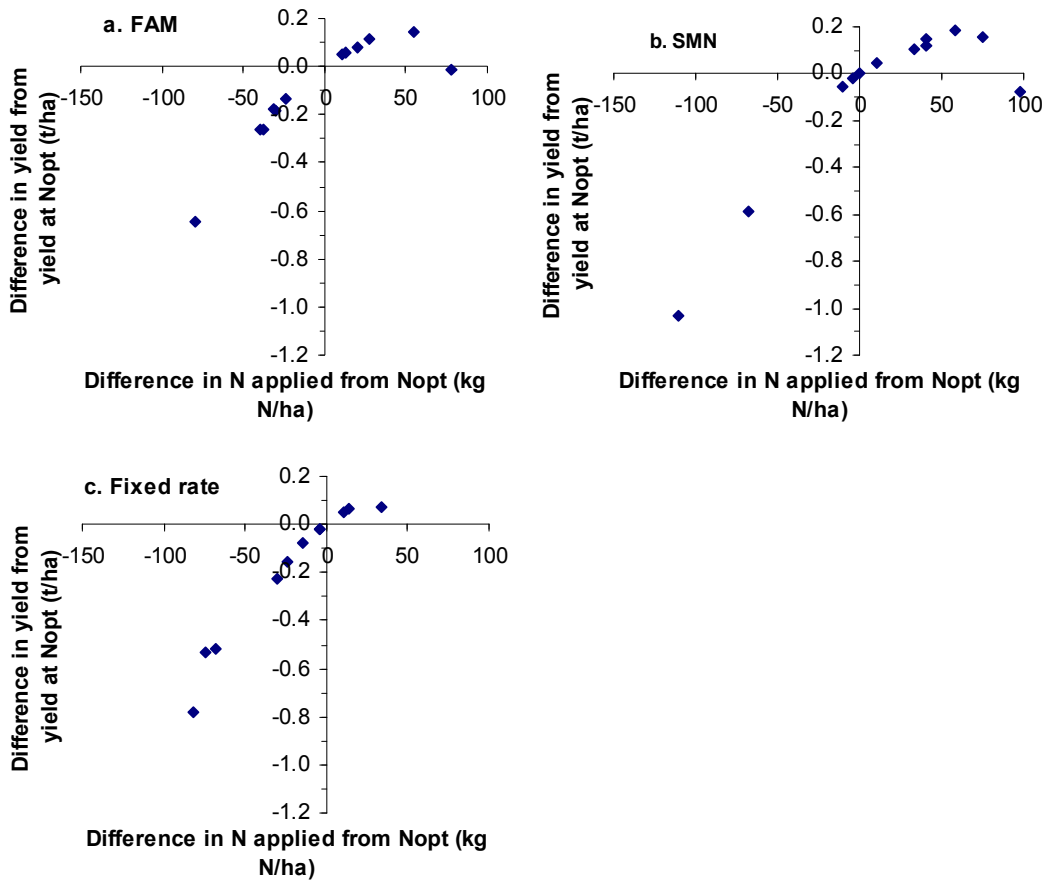 a. FAM
0.2
0.0
-0.2
-0.4
-0.6
-0.8
-1.0
-1.2
-150 -100 -50 0 50 100
Difference in yield from
yield at Nopt (t/ha)
Difference in N applied from Nopt (kg
N/ha)
b. SMN
0.2
0.0
-0.2
-0.4
-0.6
-0.8
-1.0
-1.2
-150 -100 -50 0 50 100
Difference in yield from
yield at Nopt (t/ha)
Difference in N applied from Nopt (kg
N/ha)
c. Fixed rate
0.2
0.0
-0.2
-0.4
-0.6
-0.8
-1.0
-1.2
-150 -100 -50 0 50 100
Difference in yield from
yield at Nopt (t/ha)
Difference in N applied from Nopt (kg
N/ha)